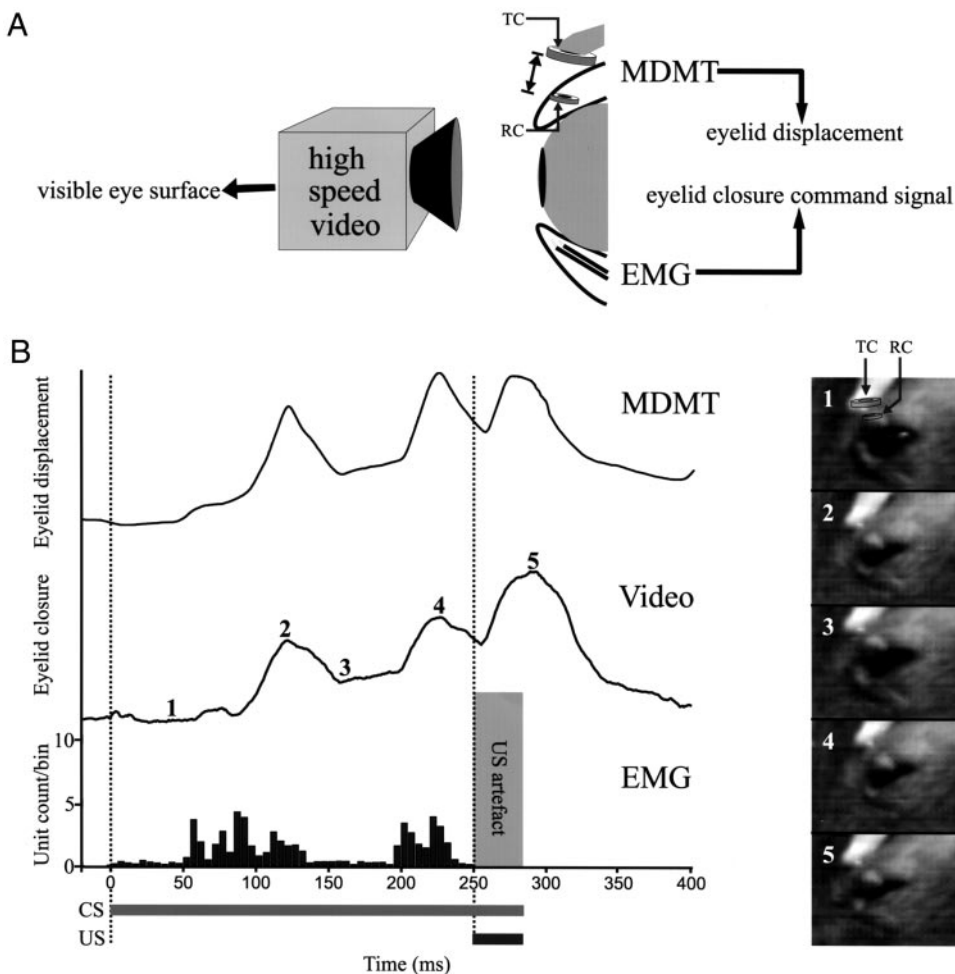 A
TC
MDMT
RC
eyelid displacement
high
speed
video
visible eye surface
eyelid closure command signal
EMG
B
TC RC
Eyelid displacement
MDMT
1
2
Eyelid closure
Video
1
2
3
4
5
3
4
5
Unit count/bin
10
5
0
US artefact
EMG
0 50 100 150 200 250 300 350 400
CS
US
Time (ms)